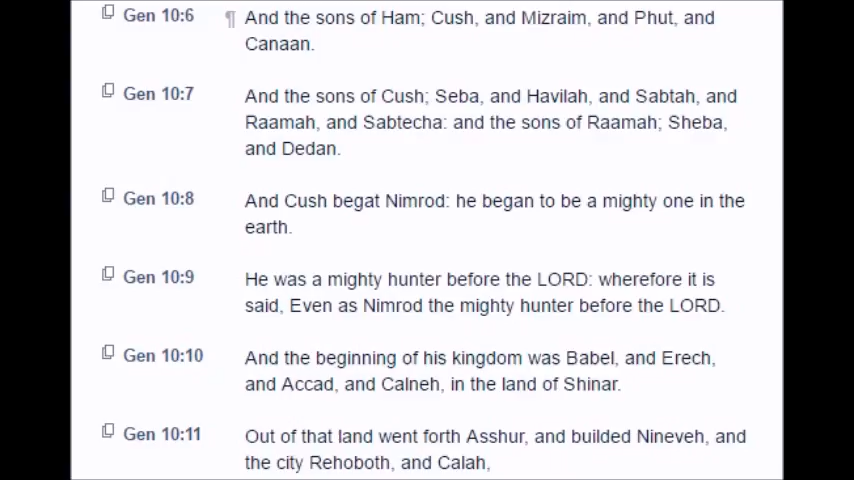 Gen 10:6 ¶ And the sons of Ham; Cush, and Mizraim, and Phut, and
Canaan.
Gen 10:7 And the sons of Cush; Seba, and Havilah, and Sabtah, and
Raamah, and Sabtecha: and the sons of Raamah; Sheba,
and Dedan.
Gen 10:8 And Cush begat Nimrod: he began to be a mighty one in the
earth.
Gen 10:9 He was a mighty hunter before the LORD: wherefore it is
said, Even as Nimrod the mighty hunter before the LORD.
Gen 10:10 And the beginning of his kingdom was Babel, and Erech,
and Accad, and Calneh, in the land of Shinar.
Gen 10:11 Out of that land went forth Asshur, and builded Nineveh, and
the city Rehoboth, and Calah,